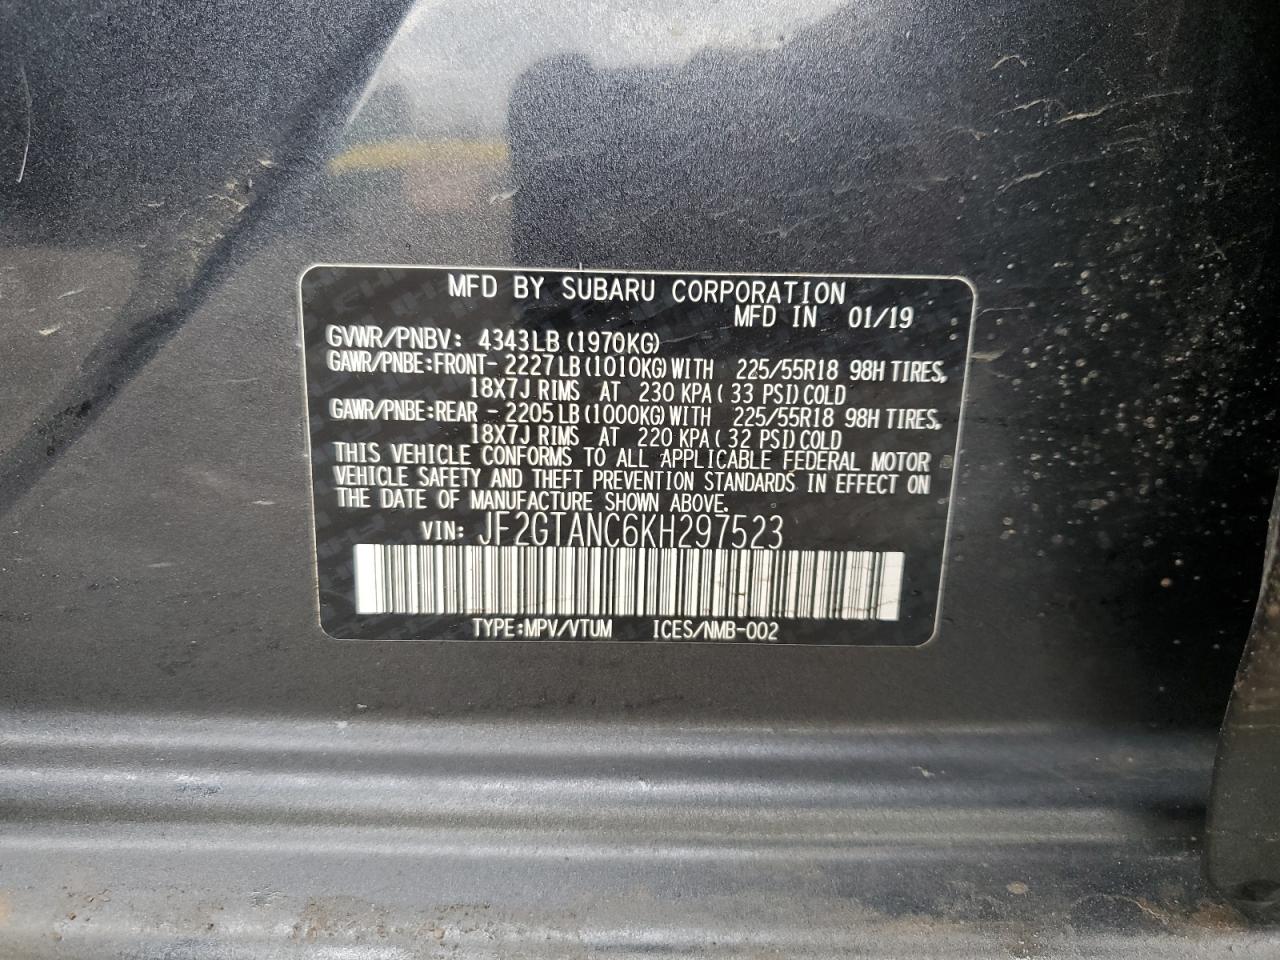 MFD BY SUBARU CORPORATION
MFD IN 01/19
GVWR/PNBV: 4343LB (1970KG)
GAWR/PNBE:FRONT- 2227LB (1010KG) WITH 225/55R18 98H TIRES,
18X7J RIMS AT 230 KPA ( 33 PSI) COLD
GAWR/PNBE:REAR - 2205LB (1000KG) WITH 225/55R18 98H TIRES,
18X7J RIMS AT 220 KPA ( 32 PSI) COLD
THIS VEHICLE CONFORMS TO ALL APPLICABLE FEDERAL MOTOR
VEHICLE SAFETY AND THEFT PREVENTION STANDARDS IN EFFECT ON
THE DATE OF MANUFACTURE SHOWN ABOVE.
VIN: JF2GTANC6KH297523
TYPE:MPV/VTUM ICES/NMB-002